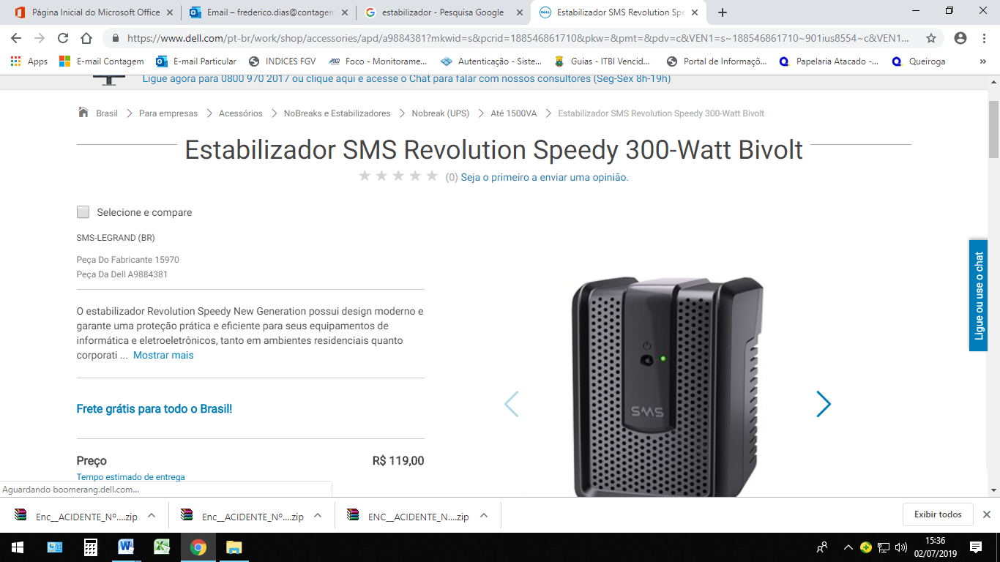 Página Inicial do Microsoft Office
Email – frederico.dias@contagem
estabilizador - Pesquisa Google
Estabilizador SMS Revolution Spe
https://www.dell.com/pt-br/work/shop/accessories/apd/a9884381?mkwid=s&pcrid=188546861710&pkw=&pmt=&pdv=c&VEN1=s~188546861710~901ius8554~c&VEN1...
Apps
E-mail Contagem
E-mail Particular
INDICES FGV
Foco - Monitorame...
Autenticação - Siste...
Guias - ITBI Vencid...
Portal de Informaçõ...
Papelaria Atacado -...
Queiroga
»
Ligue agora para 0800 970 2017 ou clique aqui e acesse o Chat para falar com nossos consultores (Seg-Sex 8h-19h)
Brasil > Para empresas > Acessórios > NoBreaks e Estabilizadores > Nobreak (UPS) > Até 1500VA > Estabilizador SMS Revolution Speedy 300-Watt Bivolt
Estabilizador SMS Revolution Speedy 300-Watt Bivolt
(0) Seja o primeiro a enviar uma opinião.
Selecione e compare
SMS-LEGRAND (BR)
Peça Do Fabricante 15970
Peça Da Dell A9884381
O estabilizador Revolution Speedy New Generation possui design moderno e
garante uma proteção prática e eficiente para seus equipamentos de
informática e eletroeletrônicos, tanto em ambientes residenciais quanto
corporati ... Mostrar mais
Frete grátis para todo o Brasil!
Preço R$ 119,00
Tempo estimado de entrega
SMS
Ligue ou use o chat
Aguardando boomerang.dell.com...
Enc__ACIDENTE_Nº....zip
Enc__ACIDENTE_Nº....zip
ENC__ACIDENTE_N....zip
Exibir todos
15:36
02/07/2019